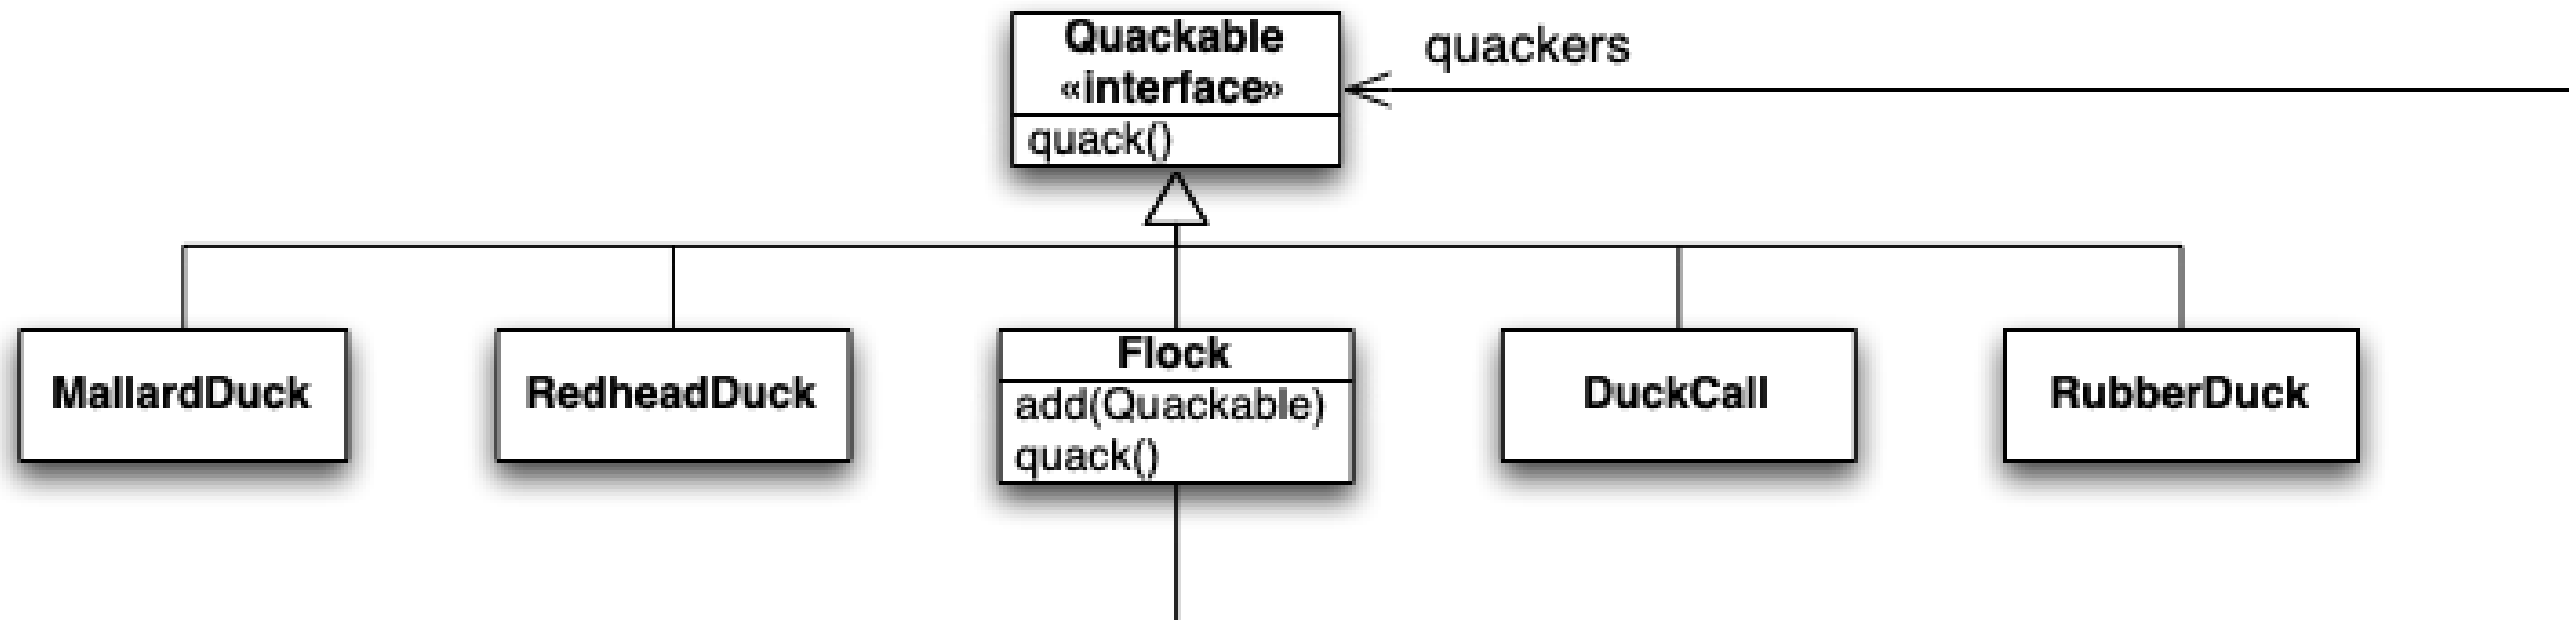 Quackable
«interface»
quack()
quackers
MallardDuck
RedheadDuck
Flock
add(Quackable)
quack()
DuckCall
RubberDuck